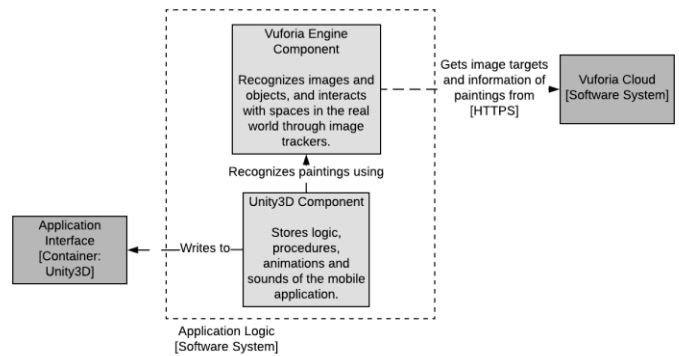 Vuforia Engine
Component
Recognizes images and
objects, and interacts
with spaces in the real
world through image
trackers.
Gets image targets
and information of
paintings from
[HTTPS]
Vuforia Cloud
[Software System]
Recognizes paintings using
Unity3D Component
Stores logic,
procedures,
animations and
sounds of the mobile
application.
Writes to
Application
Interface
[Container:
Unity3D]
Application Logic
[Software System]